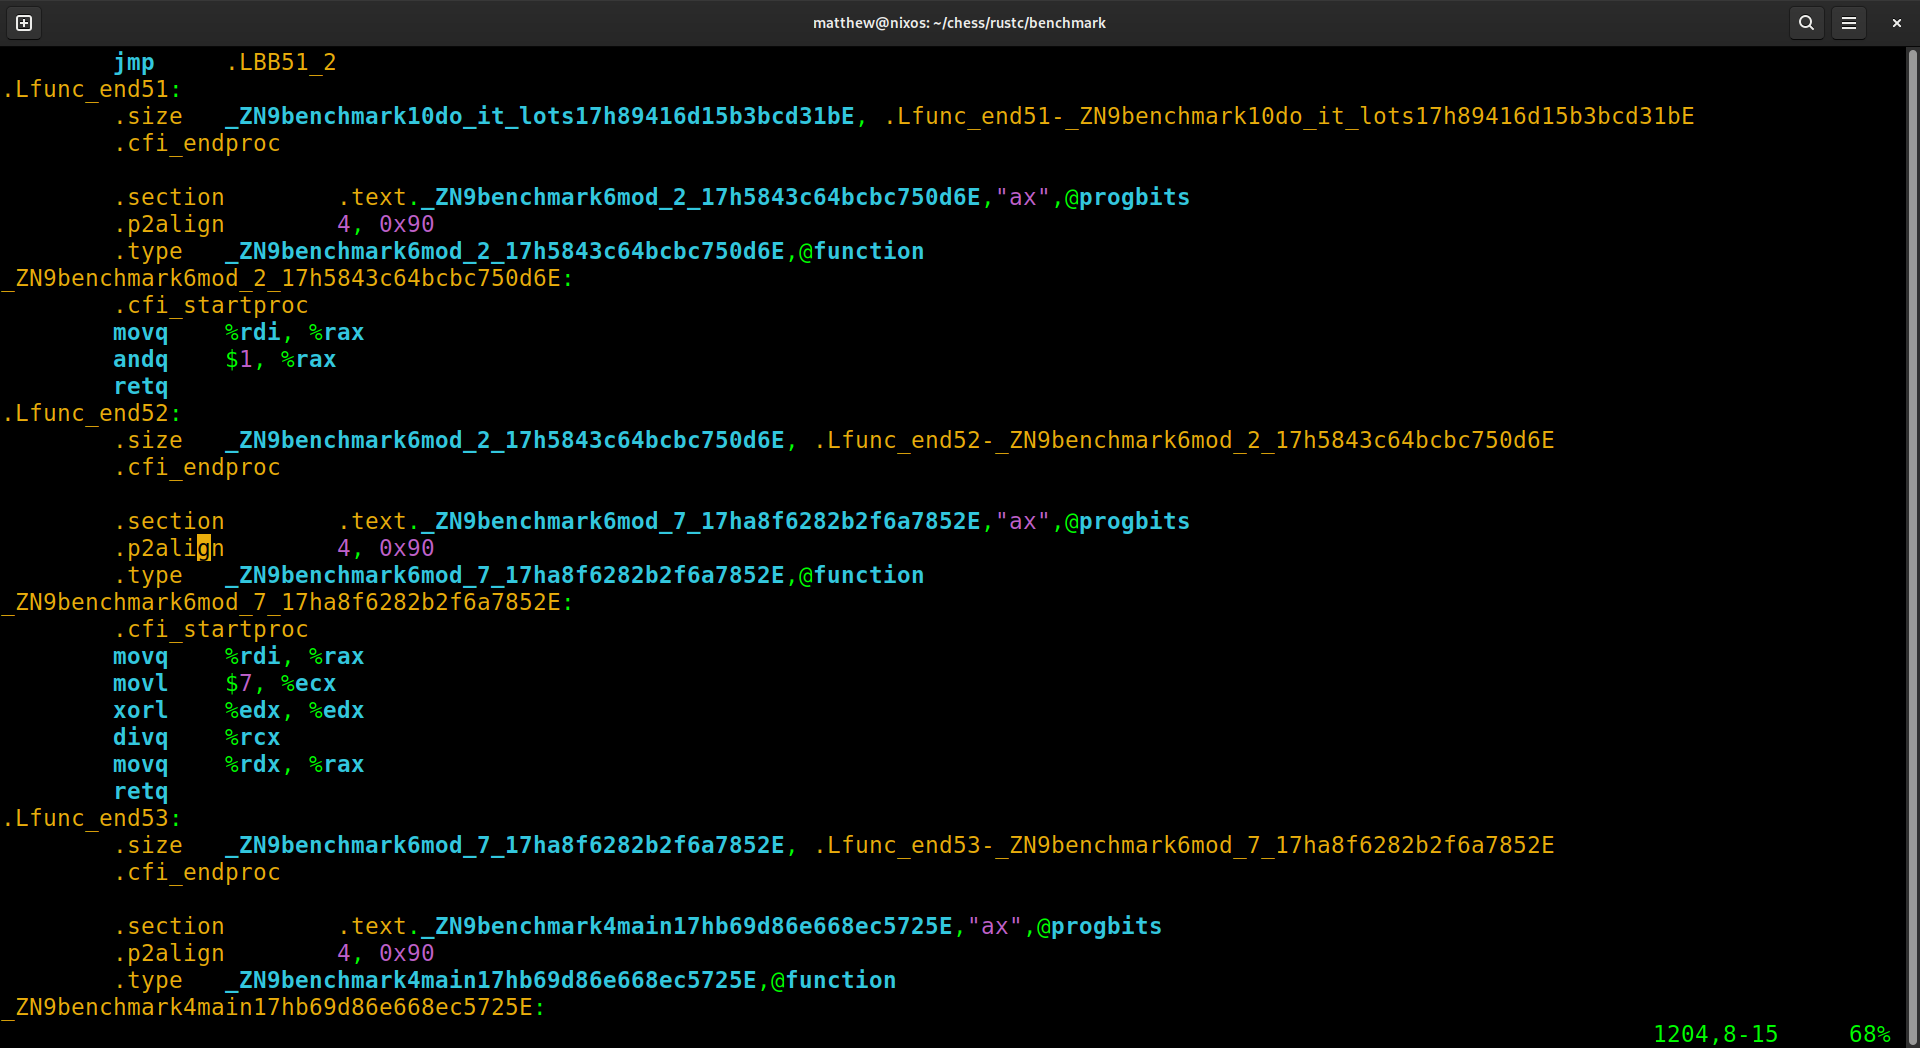 matthew@nixos: ~/chess/rustc/benchmark
jmp .LBB51_2
.Lfunc_end51:
.size _ZN9benchmark10do_it_lots17h89416d15b3bcd31bE, .Lfunc_end51-_ZN9benchmark10do_it_lots17h89416d15b3bcd31bE
.cfi_endproc
.section .text._ZN9benchmark6mod_2_17h5843c64bcbc750d6E,"ax",@progbits
.p2align 4, 0x90
.type _ZN9benchmark6mod_2_17h5843c64bcbc750d6E,@function
_ZN9benchmark6mod_2_17h5843c64bcbc750d6E:
.cfi_startproc
movq %rdi, %rax
andq $1, %rax
retq
.Lfunc_end52:
.size _ZN9benchmark6mod_2_17h5843c64bcbc750d6E, .Lfunc_end52-_ZN9benchmark6mod_2_17h5843c64bcbc750d6E
.cfi_endproc
.section .text._ZN9benchmark6mod_7_17ha8f6282b2f6a7852E,"ax",@progbits
.p2align 4, 0x90
.type _ZN9benchmark6mod_7_17ha8f6282b2f6a7852E,@function
_ZN9benchmark6mod_7_17ha8f6282b2f6a7852E:
.cfi_startproc
movq %rdi, %rax
movl $7, %ecx
xorl %edx, %edx
divq %rcx
movq %rdx, %rax
retq
.Lfunc_end53:
.size _ZN9benchmark6mod_7_17ha8f6282b2f6a7852E, .Lfunc_end53-_ZN9benchmark6mod_7_17ha8f6282b2f6a7852E
.cfi_endproc
.section .text._ZN9benchmark4main17hb69d86e668ec5725E,"ax",@progbits
.p2align 4, 0x90
.type _ZN9benchmark4main17hb69d86e668ec5725E,@function
_ZN9benchmark4main17hb69d86e668ec5725E:
1204,8-15 68%